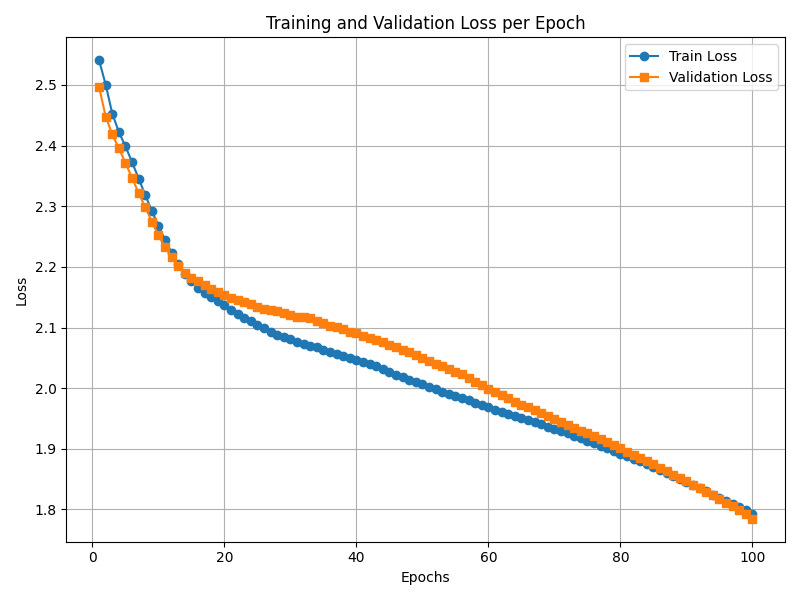 Training and Validation Loss per Epoch
Train Loss
Validation Loss
Loss
2.5
2.4
2.3
2.2
2.1
2.0
1.9
1.8
0 20 40 60 80 100
Epochs